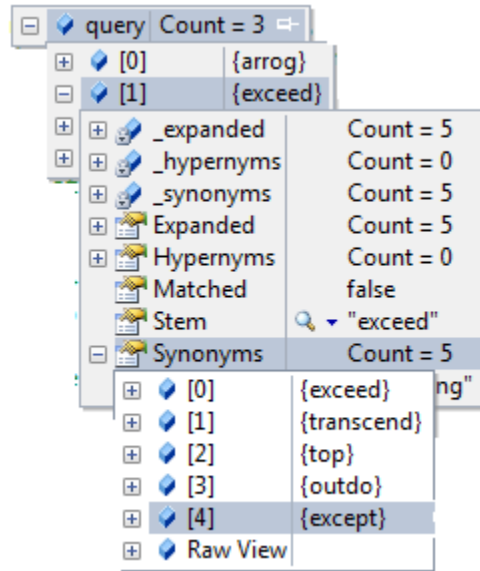 query Count = 3
[0] {arrog}
[1] {exceed}
_expanded Count = 5
_hypernyms Count = 0
_synonyms Count = 5
Expanded Count = 5
Hypernyms Count = 0
Matched false
Stem "exceed"
Synonyms Count = 5
ng"
[0] {exceed}
[1] {transcend}
[2] {top}
[3] {outdo}
[4] {except}
Raw View